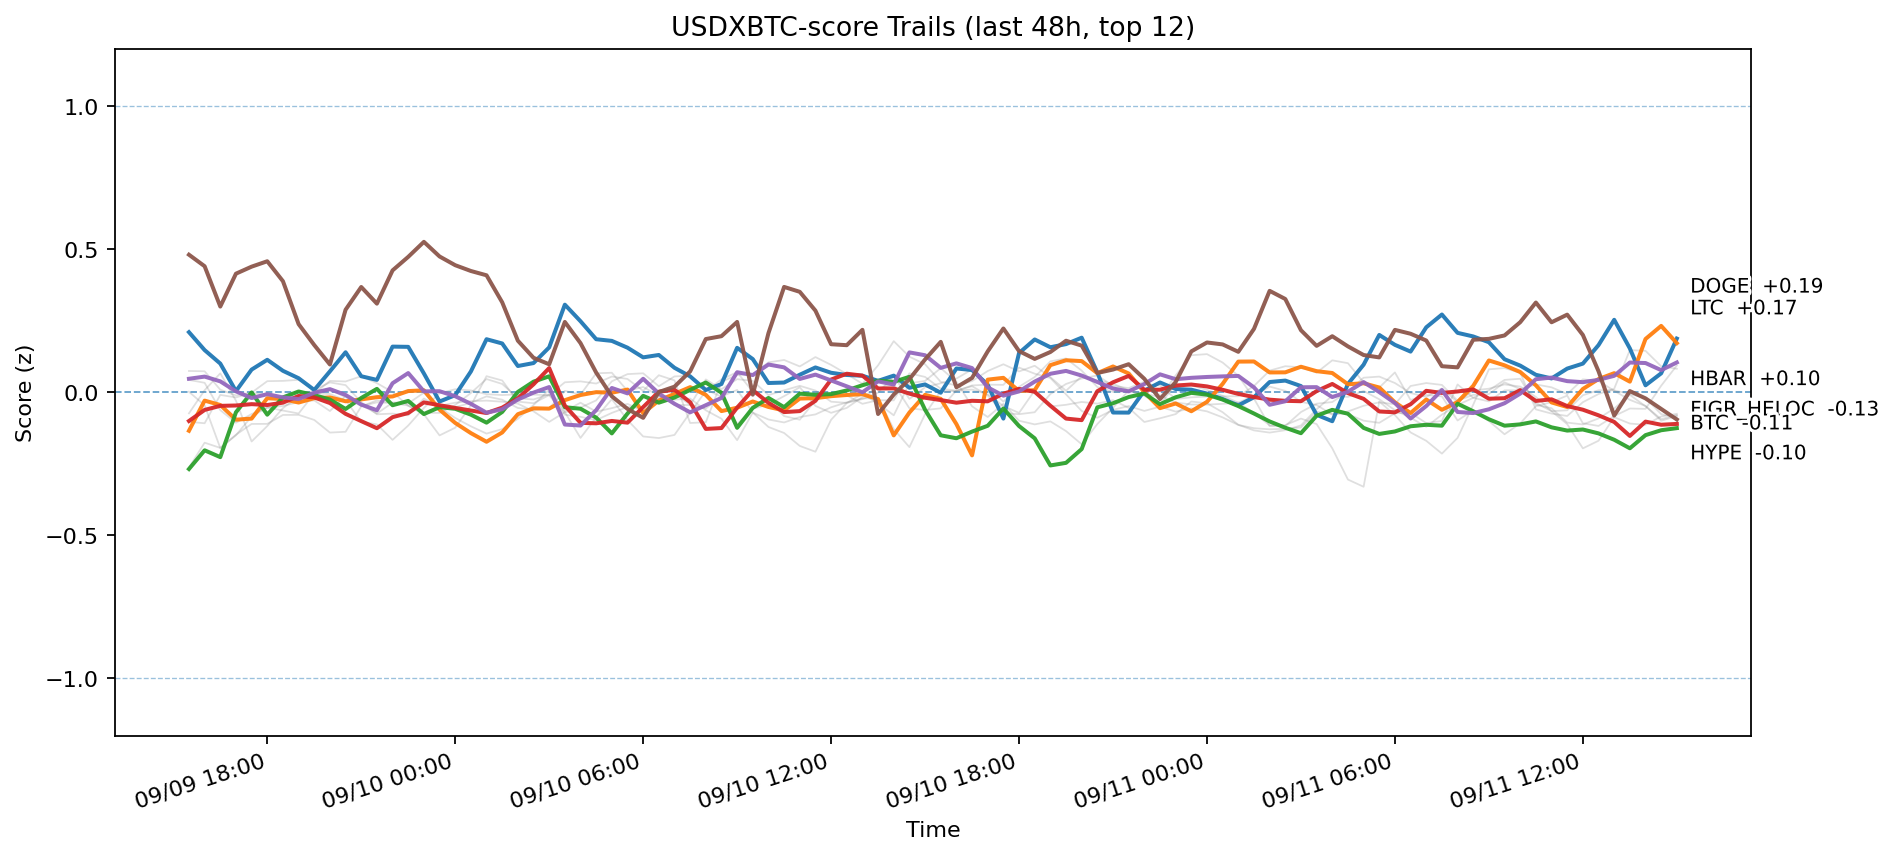 USDXBTC-score Trails (last 48h, top 12)
Score (z)
1.0
0.5
0.0
−0.5
−1.0
DOGE +0.19
LTC +0.17
HBAR +0.10
FIGR_HELOC -0.13
BTC -0.11
HYPE -0.10
09/09 18:00
09/10 00:00
09/10 06:00
09/10 12:00
09/10 18:00
09/11 00:00
09/11 06:00
09/11 12:00
Time